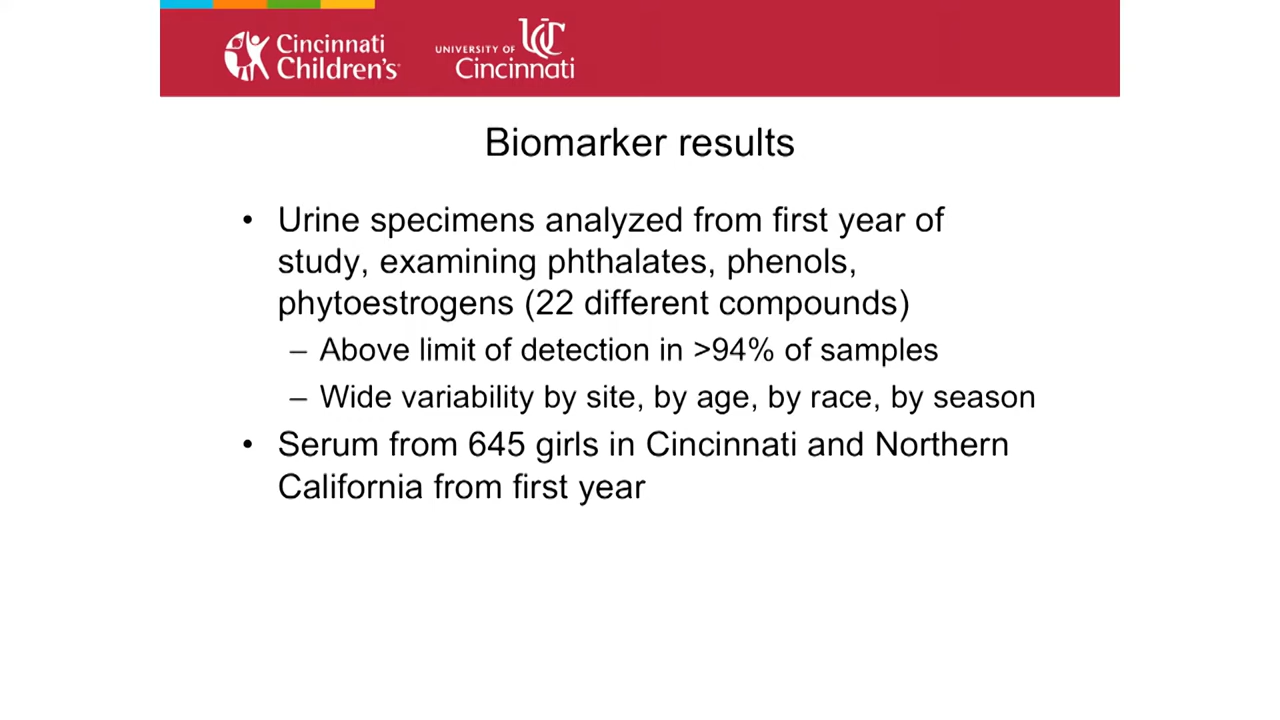 Cincinnati
Children's
UNIVERSITY OF
UC
Cincinnati
Biomarker results
• Urine specimens analyzed from first year of
study, examining phthalates, phenols,
phytoestrogens (22 different compounds)
– Above limit of detection in >94% of samples
– Wide variability by site, by age, by race, by season
• Serum from 645 girls in Cincinnati and Northern
California from first year